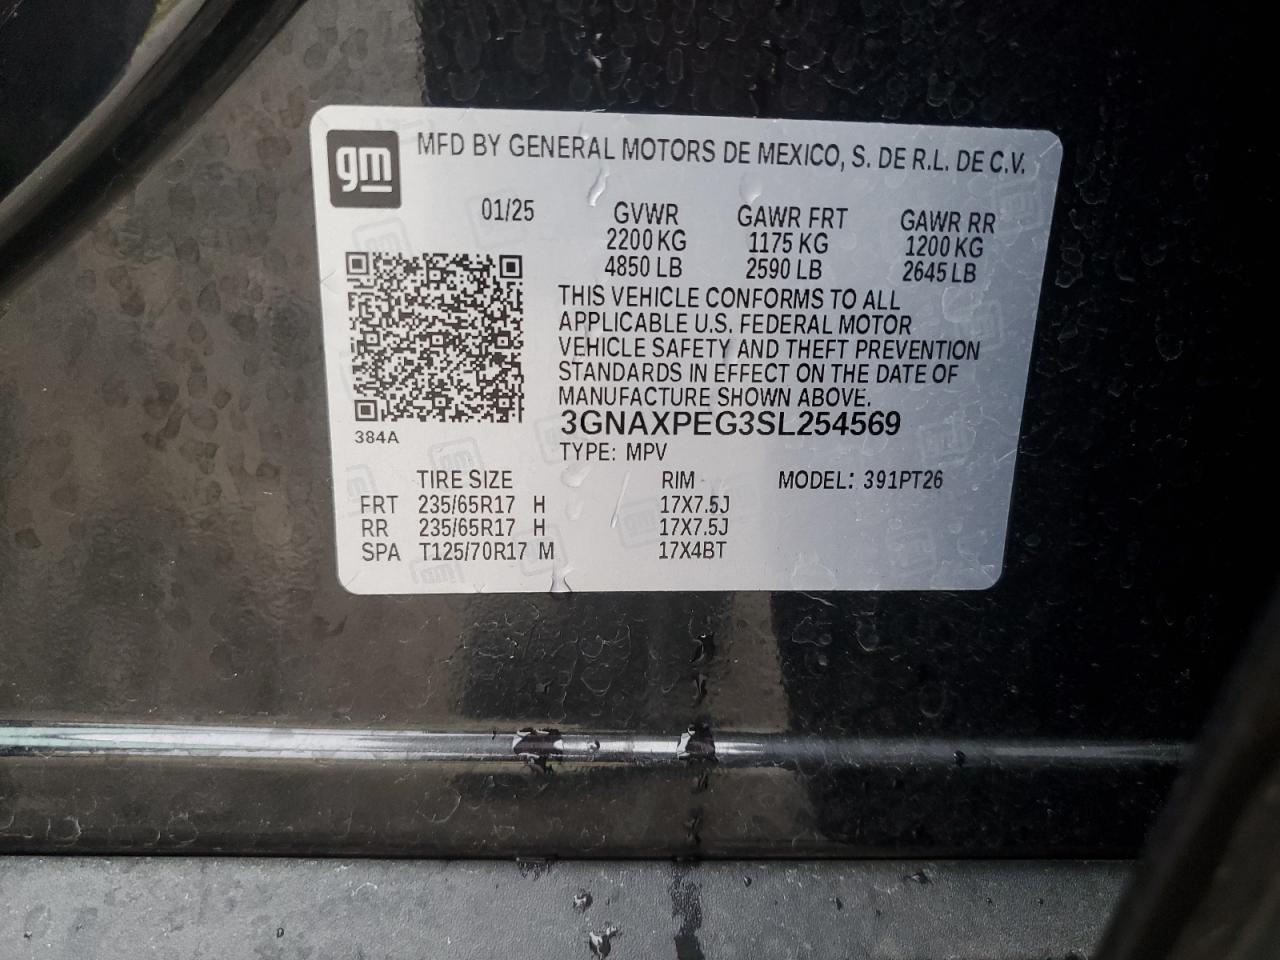 gm
MFD BY GENERAL MOTORS DE MEXICO, S. DE R.L. DE C.V.
01/25 GVWR GAWR FRT GAWR RR
2200 KG 1175 KG 1200 KG
4850 LB 2590 LB 2645 LB
THIS VEHICLE CONFORMS TO ALL
APPLICABLE U.S. FEDERAL MOTOR
VEHICLE SAFETY AND THEFT PREVENTION
STANDARDS IN EFFECT ON THE DATE OF
MANUFACTURE SHOWN ABOVE.
3GNAXPEG3SL254569
384A
TYPE: MPV
TIRE SIZE RIM MODEL: 391PT26
FRT 235/65R17 H 17X7.5J
RR 235/65R17 H 17X7.5J
SPA T125/70R17 M 17X4BT